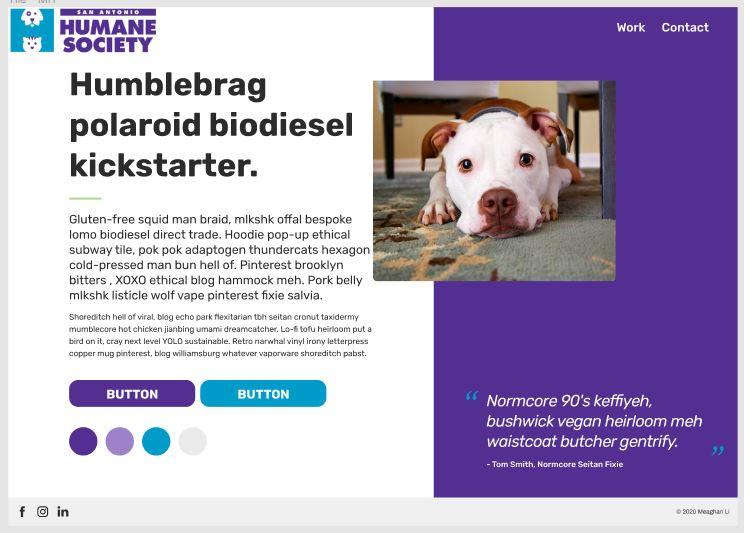 SAN ANTONIO
HUMANE
SOCIETY
Work Contact
Humblebrag
polaroid biodiesel
kickstarter.
Gluten-free squid man braid, mlkshk offal bespoke
lomo biodiesel direct trade. Hoodie pop-up ethical
subway tile, pok pok adaptogen thundercats hexagon
cold-pressed man bun hell of. Pinterest brooklyn
bitters , XOXO ethical blog hammock meh. Pork belly
mlkshk listicle wolf vape pinterest fixie salvia.
Shoreditch hell of viral, blog echo park flexitarian tbh seitan cronut taxidermy
mumblecore hot chicken jianbing umami dreamcatcher. Lo-fi tofu heirloom put a
bird on it, cray next level YOLO sustainable. Retro narwhal vinyl irony letterpress
copper mug pinterest, blog williamsburg whatever vaporware shoreditch pabst.
BUTTON BUTTON
“ Normcore 90's keffiyeh,
bushwick vegan heirloom meh
waistcoat butcher gentrify. ”
- Tom Smith, Normcore Seitan Fixie
f in
© 2020 Meaghan Li